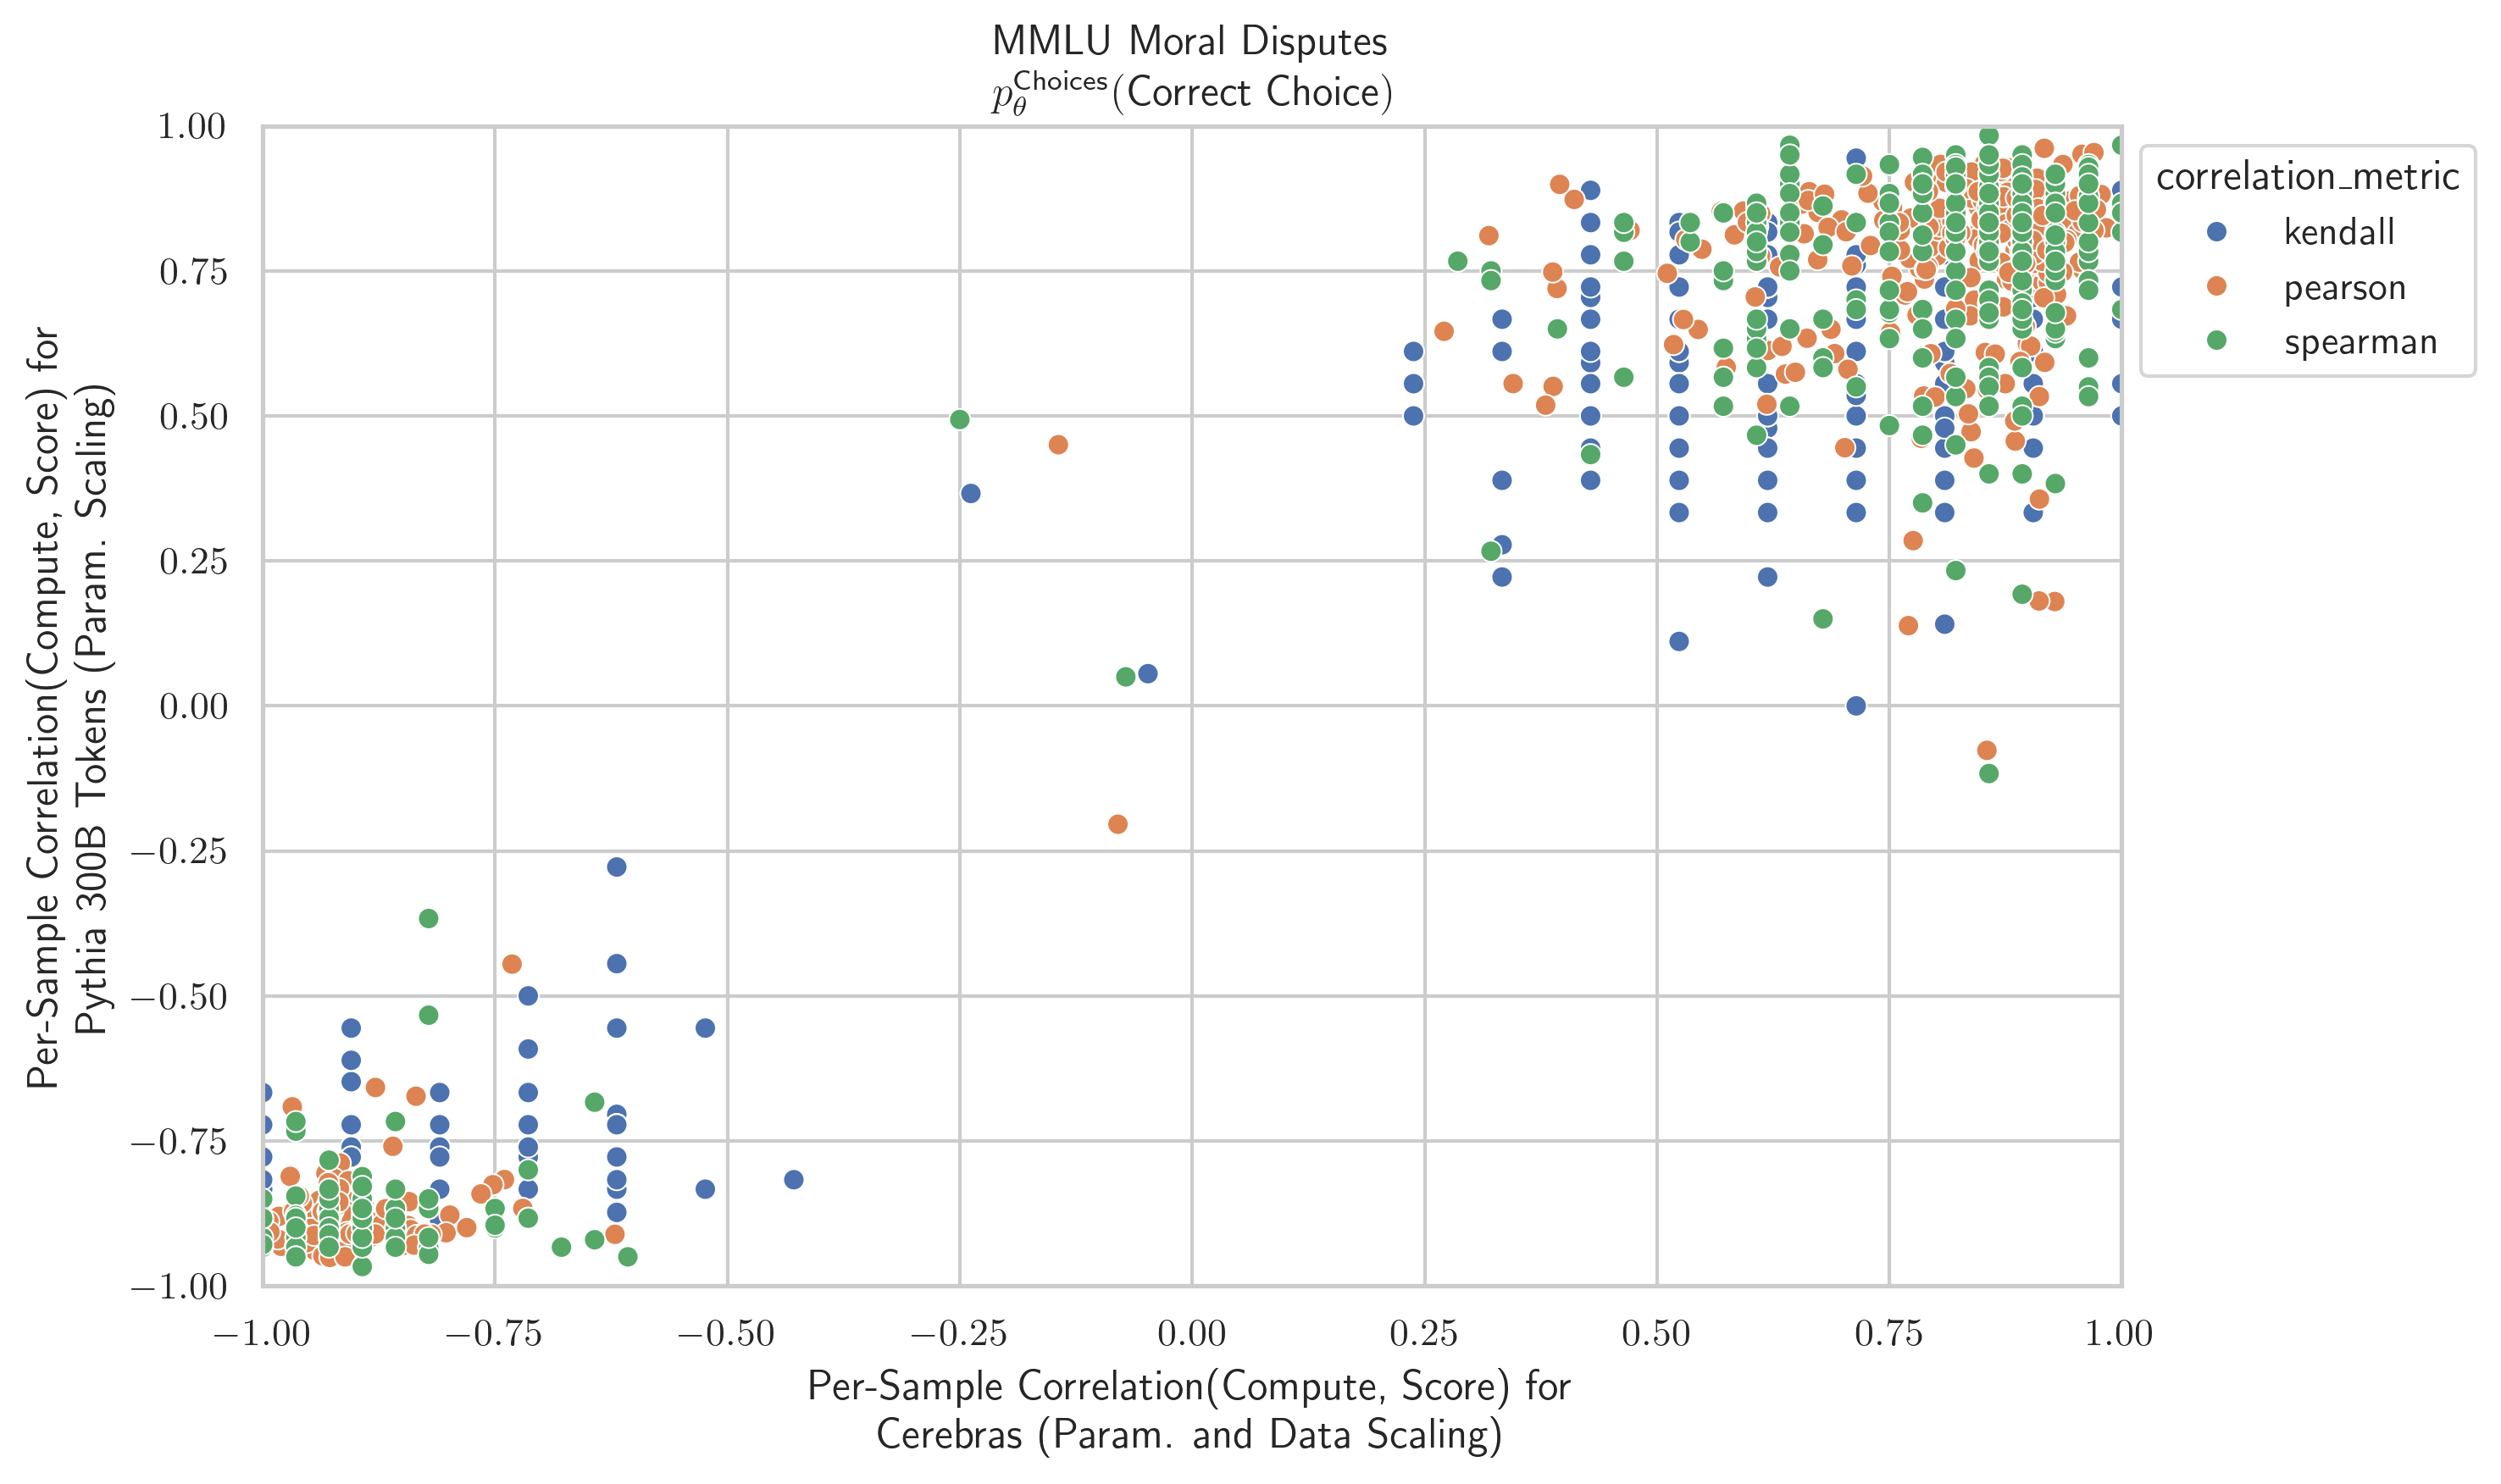 MMLU Moral Disputes
p_θ^Choices(Correct Choice)
1.00
0.75
0.50
0.25
0.00
−0.25
−0.50
−0.75
−1.00
Per-Sample Correlation(Compute, Score) for
Pythia 300B Tokens (Param. Scaling)
correlation_metric
kendall
pearson
spearman
−1.00 −0.75 −0.50 −0.25 0.00 0.25 0.50 0.75 1.00
Per-Sample Correlation(Compute, Score) for
Cerebras (Param. and Data Scaling)